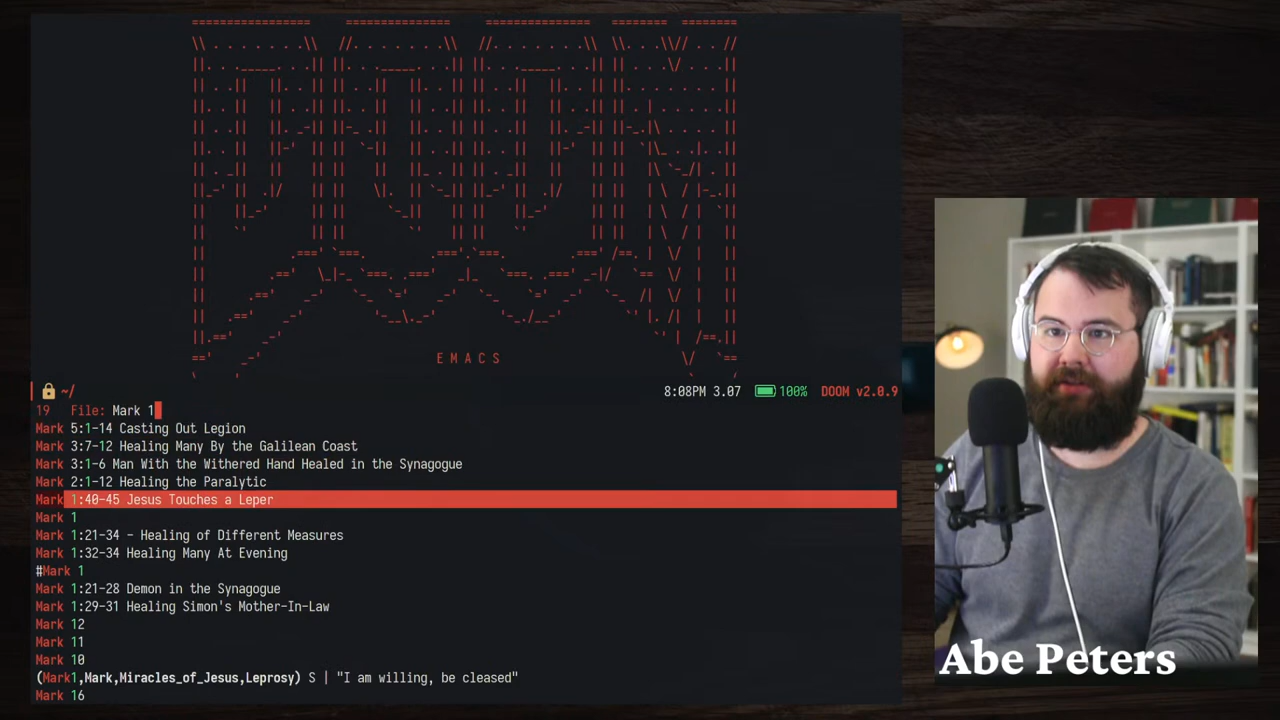 E M A C S
~/
8:08PM 3.07 100% DOOM v2.0.9
19 File: Mark 1
Mark 5:1-14 Casting Out Legion
Mark 3:7-12 Healing Many By the Galilean Coast
Mark 3:1-6 Man With the Withered Hand Healed in the Synagogue
Mark 2:1-12 Healing the Paralytic
Mark 1:40-45 Jesus Touches a Leper
Mark 1
Mark 1:21-34 - Healing of Different Measures
Mark 1:32-34 Healing Many At Evening
#Mark 1
Mark 1:21-28 Demon in the Synagogue
Mark 1:29-31 Healing Simon's Mother-In-Law
Mark 12
Mark 11
Mark 10
(Mark1,Mark,Miracles_of_Jesus,Leprosy) S | "I am willing, be cleased"
Mark 16
Abe Peters